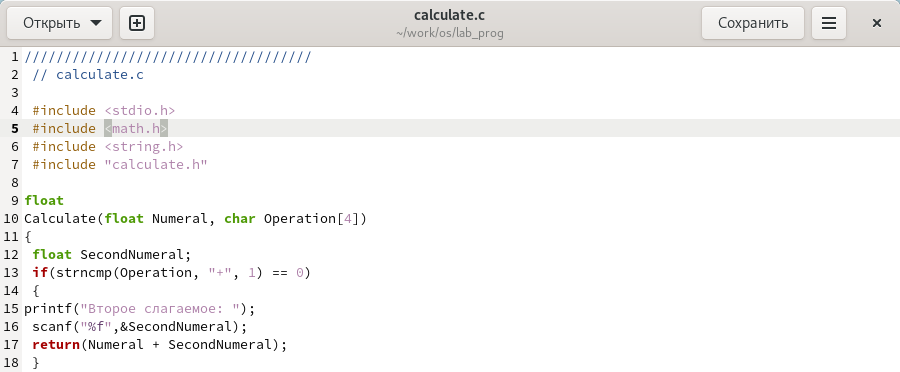 Открыть
calculate.c
~/work/os/lab_prog
Сохранить
1 ////////////////////////////////////
2 // calculate.c
3
4 #include <stdio.h>
5 #include <math.h>
6 #include <string.h>
7 #include "calculate.h"
8
9 float
10 Calculate(float Numeral, char Operation[4])
11 {
12 float SecondNumeral;
13 if(strncmp(Operation, "+", 1) == 0)
14 {
15 printf("Второе слагаемое: ");
16 scanf("%f",&SecondNumeral);
17 return(Numeral + SecondNumeral);
18 }